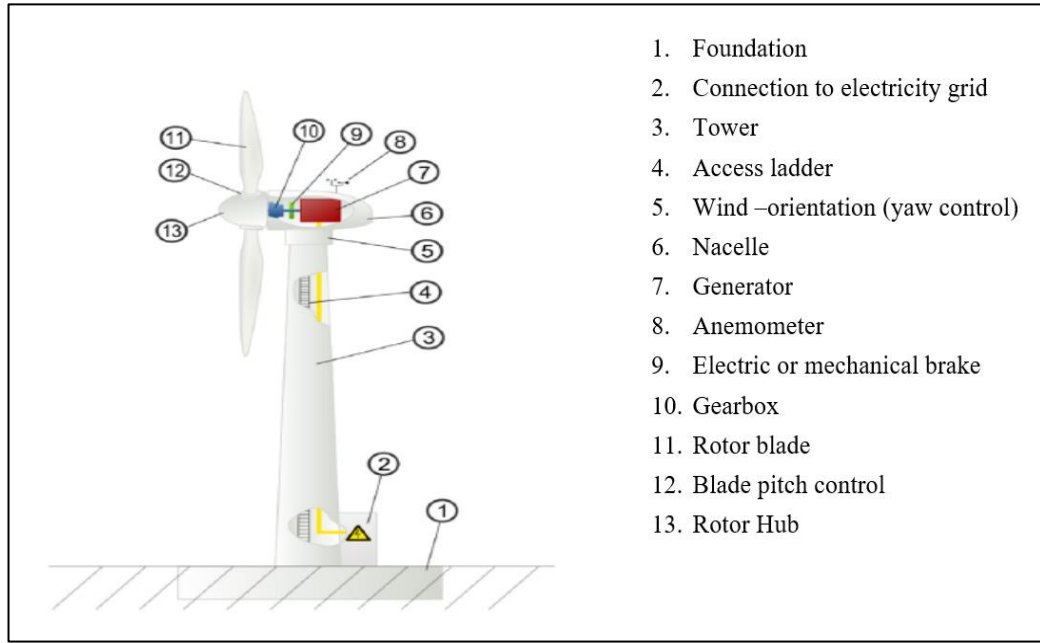 1. Foundation
2. Connection to electricity grid
3. Tower
4. Access ladder
5. Wind –orientation (yaw control)
6. Nacelle
7. Generator
8. Anemometer
9. Electric or mechanical brake
10. Gearbox
11. Rotor blade
12. Blade pitch control
13. Rotor Hub
11
10
9
8
12
7
13
6
5
4
3
2
1